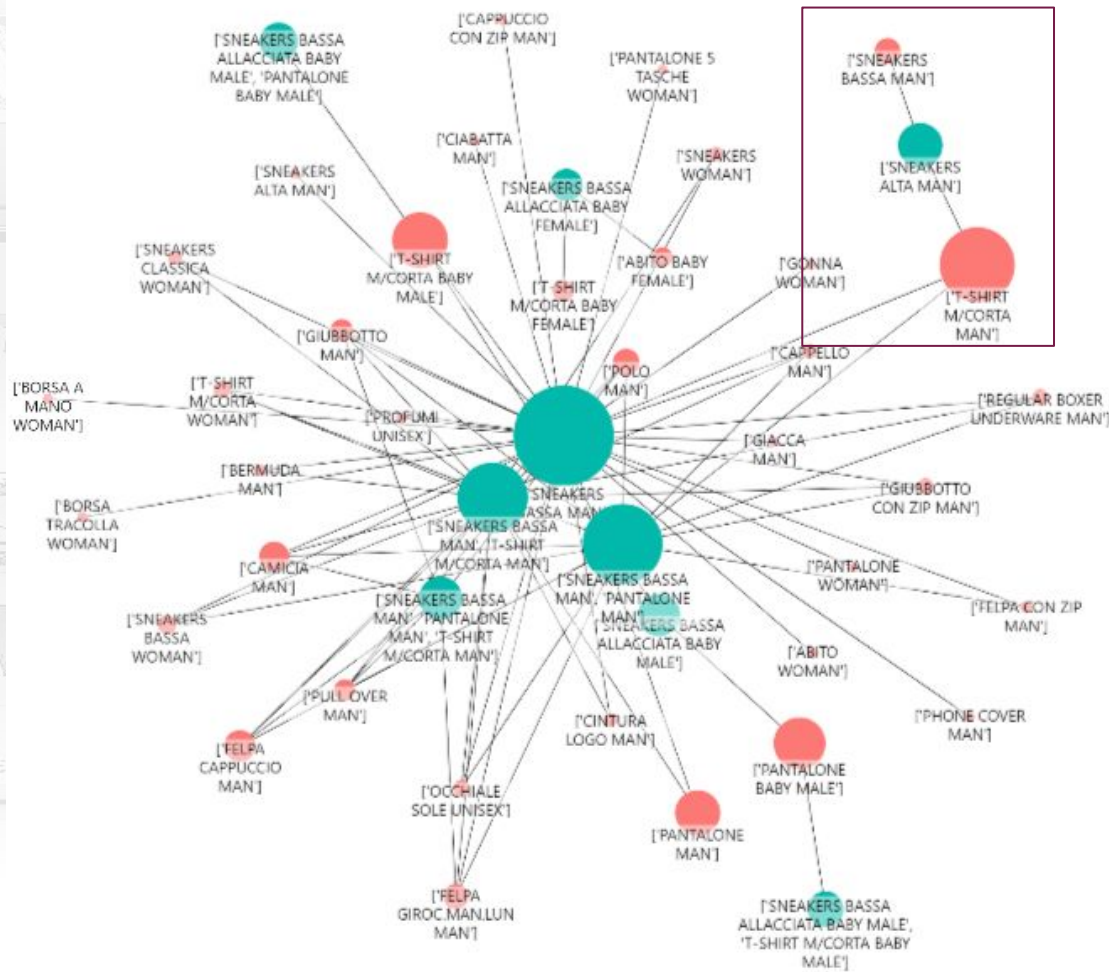 ['CAPPUCCIO
CON ZIP MAN']
['SNEAKERS BASSA
ALLACCIATA BABY
MALE', 'PANTALONE
BABY MALE']
['PANTALONE 5
TASCHE
WOMAN']
['SNEAKERS
BASSA MAN']
['CIABATTA
MAN']
['SNEAKERS
WOMAN']
['SNEAKERS
ALTA MAN']
['SNEAKERS
ALTA MAN']
['SNEAKERS BASSA
ALLACCIATA BABY
FEMALE']
['SNEAKERS
CLASSICA
WOMAN']
['T-SHIRT
M/CORTA BABY
MALE']
['ABITO BABY
FEMALE']
['GONNA
WOMAN']
['T-SHIRT
M/CORTA BABY
FEMALE']
['T-SHIRT
M/CORTA
MAN']
['GIUBBOTTO
MAN']
['CAPPELLO
MAN']
['POLO
MAN']
['BORSA A
MANO
WOMAN']
['T-SHIRT
M/CORTA
WOMAN']
['PROFUMI
UNISEX']
['REGULAR BOXER
UNDERWARE MAN']
['GIACCA
MAN']
['BERMUDA
MAN']
['GIUBBOTTO
CON ZIP MAN']
['BORSA
TRACOLLA
WOMAN']
SNEAKERS
BASSA MAN
['SNEAKERS BASSA
MAN', 'T-SHIRT
M/CORTA MAN']
['CAMICIA
MAN']
['PANTALONE
WOMAN']
['SNEAKERS BASSA
MAN', 'PANTALONE
MAN']
['SNEAKERS BASSA
MAN', 'PANTALONE
MAN', 'T-SHIRT
M/CORTA MAN']
['FELPA CON ZIP
MAN']
['SNEAKERS
BASSA
WOMAN']
['SNEAKERS BASSA
ALLACCIATA BABY
MALE']
['ABITO
WOMAN']
['PULL OVER
MAN']
['CINTURA
LOGO MAN']
['PHONE COVER
MAN']
['FELPA
CAPPUCCIO
MAN']
['PANTALONE
BABY MALE']
['OCCHIALE
SOLE UNISEX']
['PANTALONE
MAN']
['FELPA
GIROC.MAN.LUN
MAN']
['SNEAKERS BASSA
ALLACCIATA BABY MALE',
'T-SHIRT M/CORTA BABY
MALE']